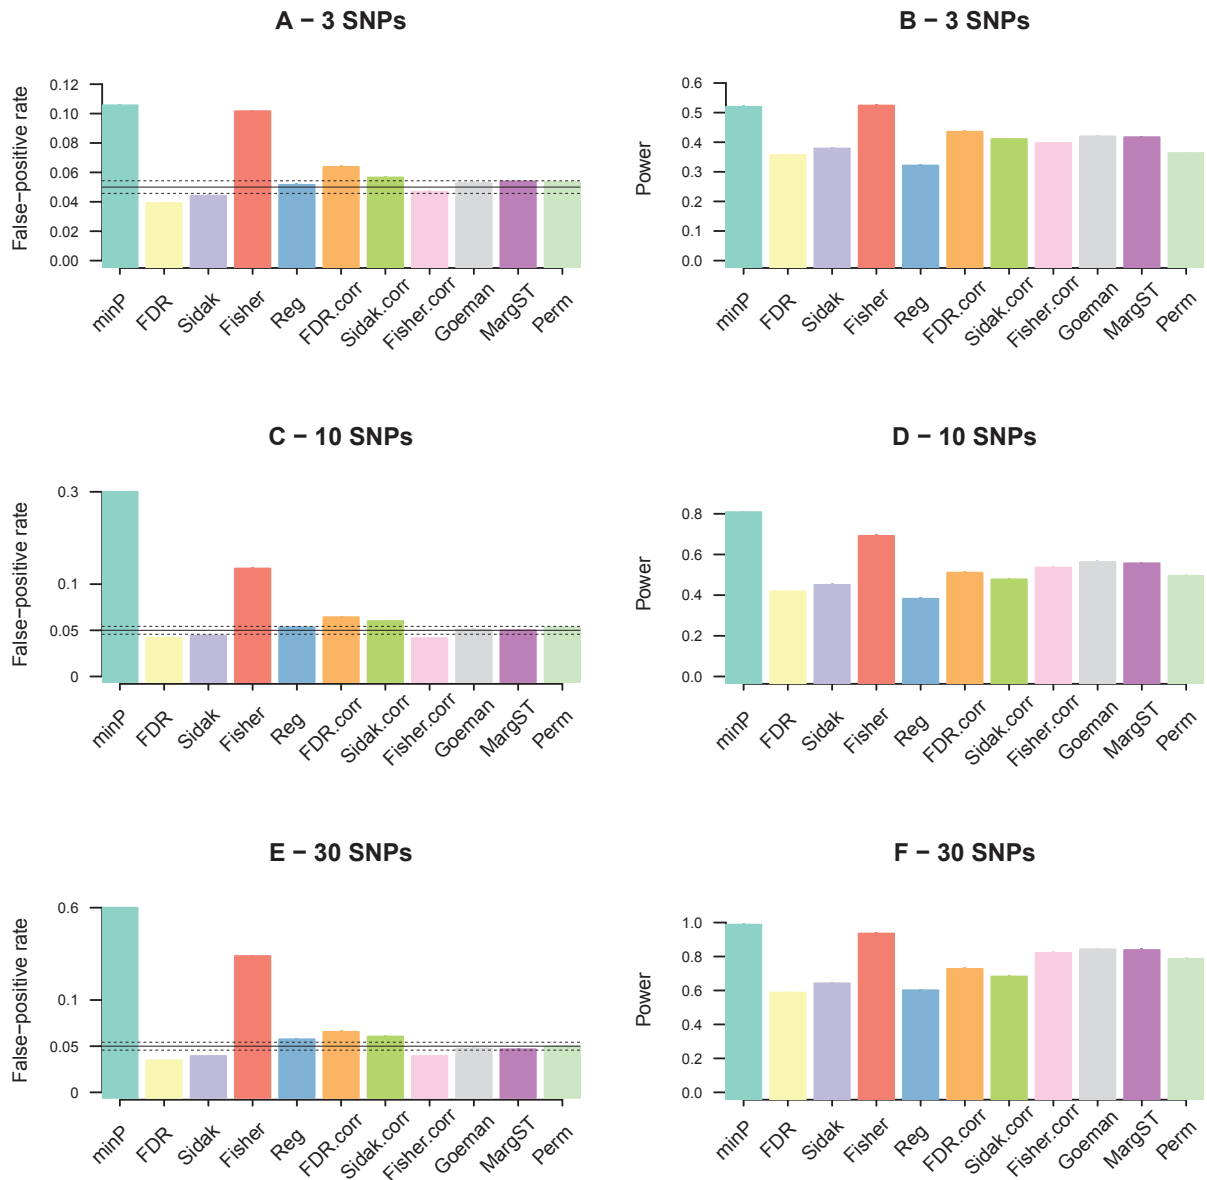 A − 3 SNPs
False−positive rate
0.12
0.10
0.08
0.06
0.04
0.02
0.00
minP
FDR
Sidak
Fisher
Reg
FDR.corr
Sidak.corr
Fisher.corr
Goeman
MargST
Perm
B − 3 SNPs
Power
0.6
0.5
0.4
0.3
0.2
0.1
0.0
minP
FDR
Sidak
Fisher
Reg
FDR.corr
Sidak.corr
Fisher.corr
Goeman
MargST
Perm
C − 10 SNPs
False−positive rate
0.3
0.1
0.05
0
minP
FDR
Sidak
Fisher
Reg
FDR.corr
Sidak.corr
Fisher.corr
Goeman
MargST
Perm
D − 10 SNPs
Power
0.8
0.6
0.4
0.2
0.0
minP
FDR
Sidak
Fisher
Reg
FDR.corr
Sidak.corr
Fisher.corr
Goeman
MargST
Perm
E − 30 SNPs
False−positive rate
0.6
0.1
0.05
0
minP
FDR
Sidak
Fisher
Reg
FDR.corr
Sidak.corr
Fisher.corr
Goeman
MargST
Perm
F − 30 SNPs
Power
1.0
0.8
0.6
0.4
0.2
0.0
minP
FDR
Sidak
Fisher
Reg
FDR.corr
Sidak.corr
Fisher.corr
Goeman
MargST
Perm